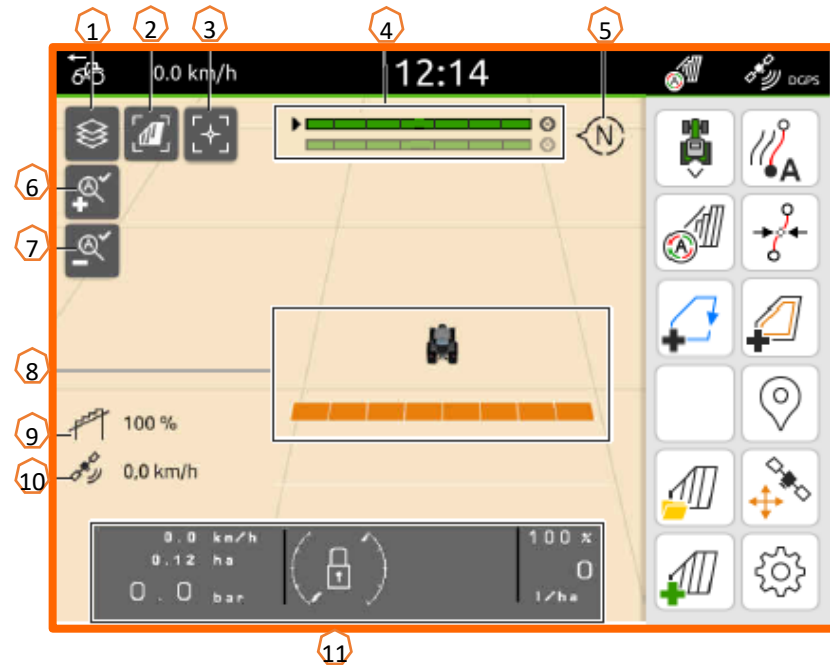 1 2 3 4 5
0.0 km/h 12:14 DGPS
N
A
6 A
A
7 A
8
9 100 %
10 0,0 km/h
0.0 km/h 100 %
0.12 ha 0
0.0 bar l/ha
11